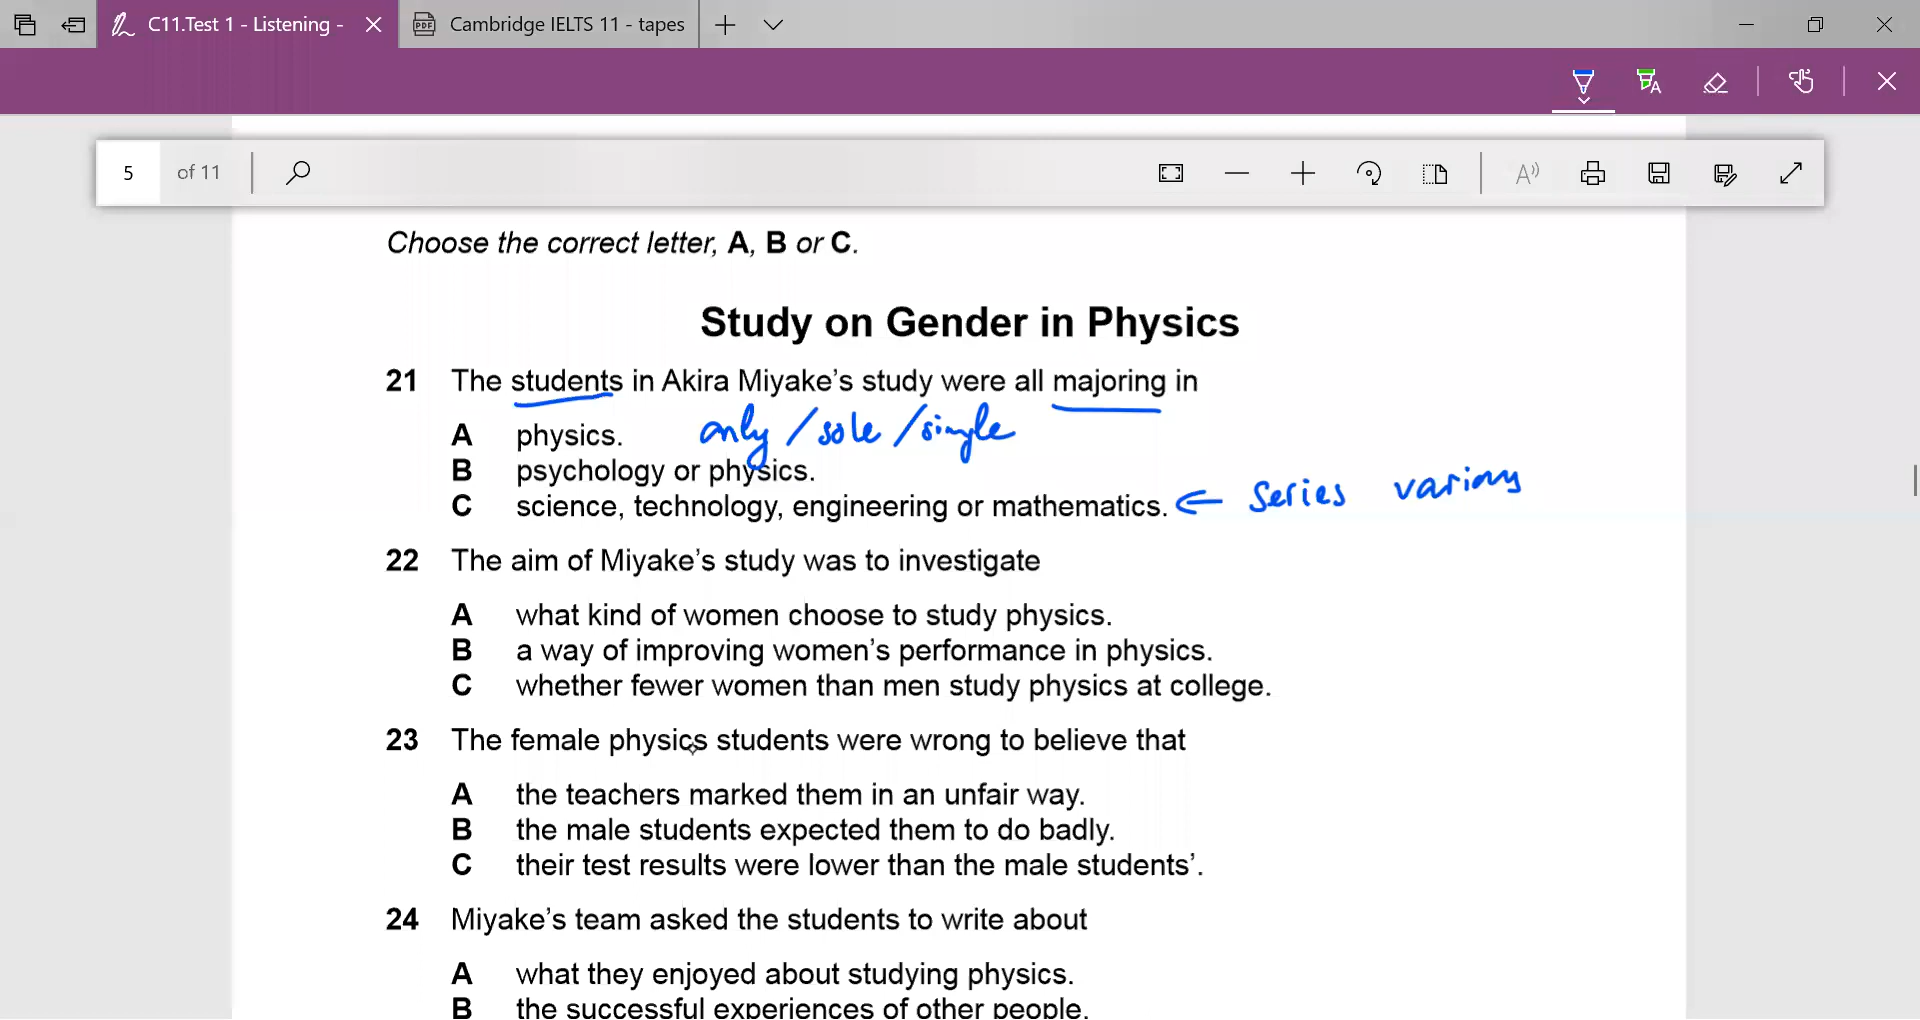 C11.Test 1 - Listening -
Cambridge IELTS 11 - tapes
5 of 11
Choose the correct letter, A, B or C.
Study on Gender in Physics
21 The students in Akira Miyake's study were all majoring in
A physics. only / sole / single
B psychology or physics.
C science, technology, engineering or mathematics. ← series various
22 The aim of Miyake's study was to investigate
A what kind of women choose to study physics.
B a way of improving women's performance in physics.
C whether fewer women than men study physics at college.
23 The female physics students were wrong to believe that
A the teachers marked them in an unfair way.
B the male students expected them to do badly.
C their test results were lower than the male students'.
24 Miyake's team asked the students to write about
A what they enjoyed about studying physics.
B the successful experiences of other people.